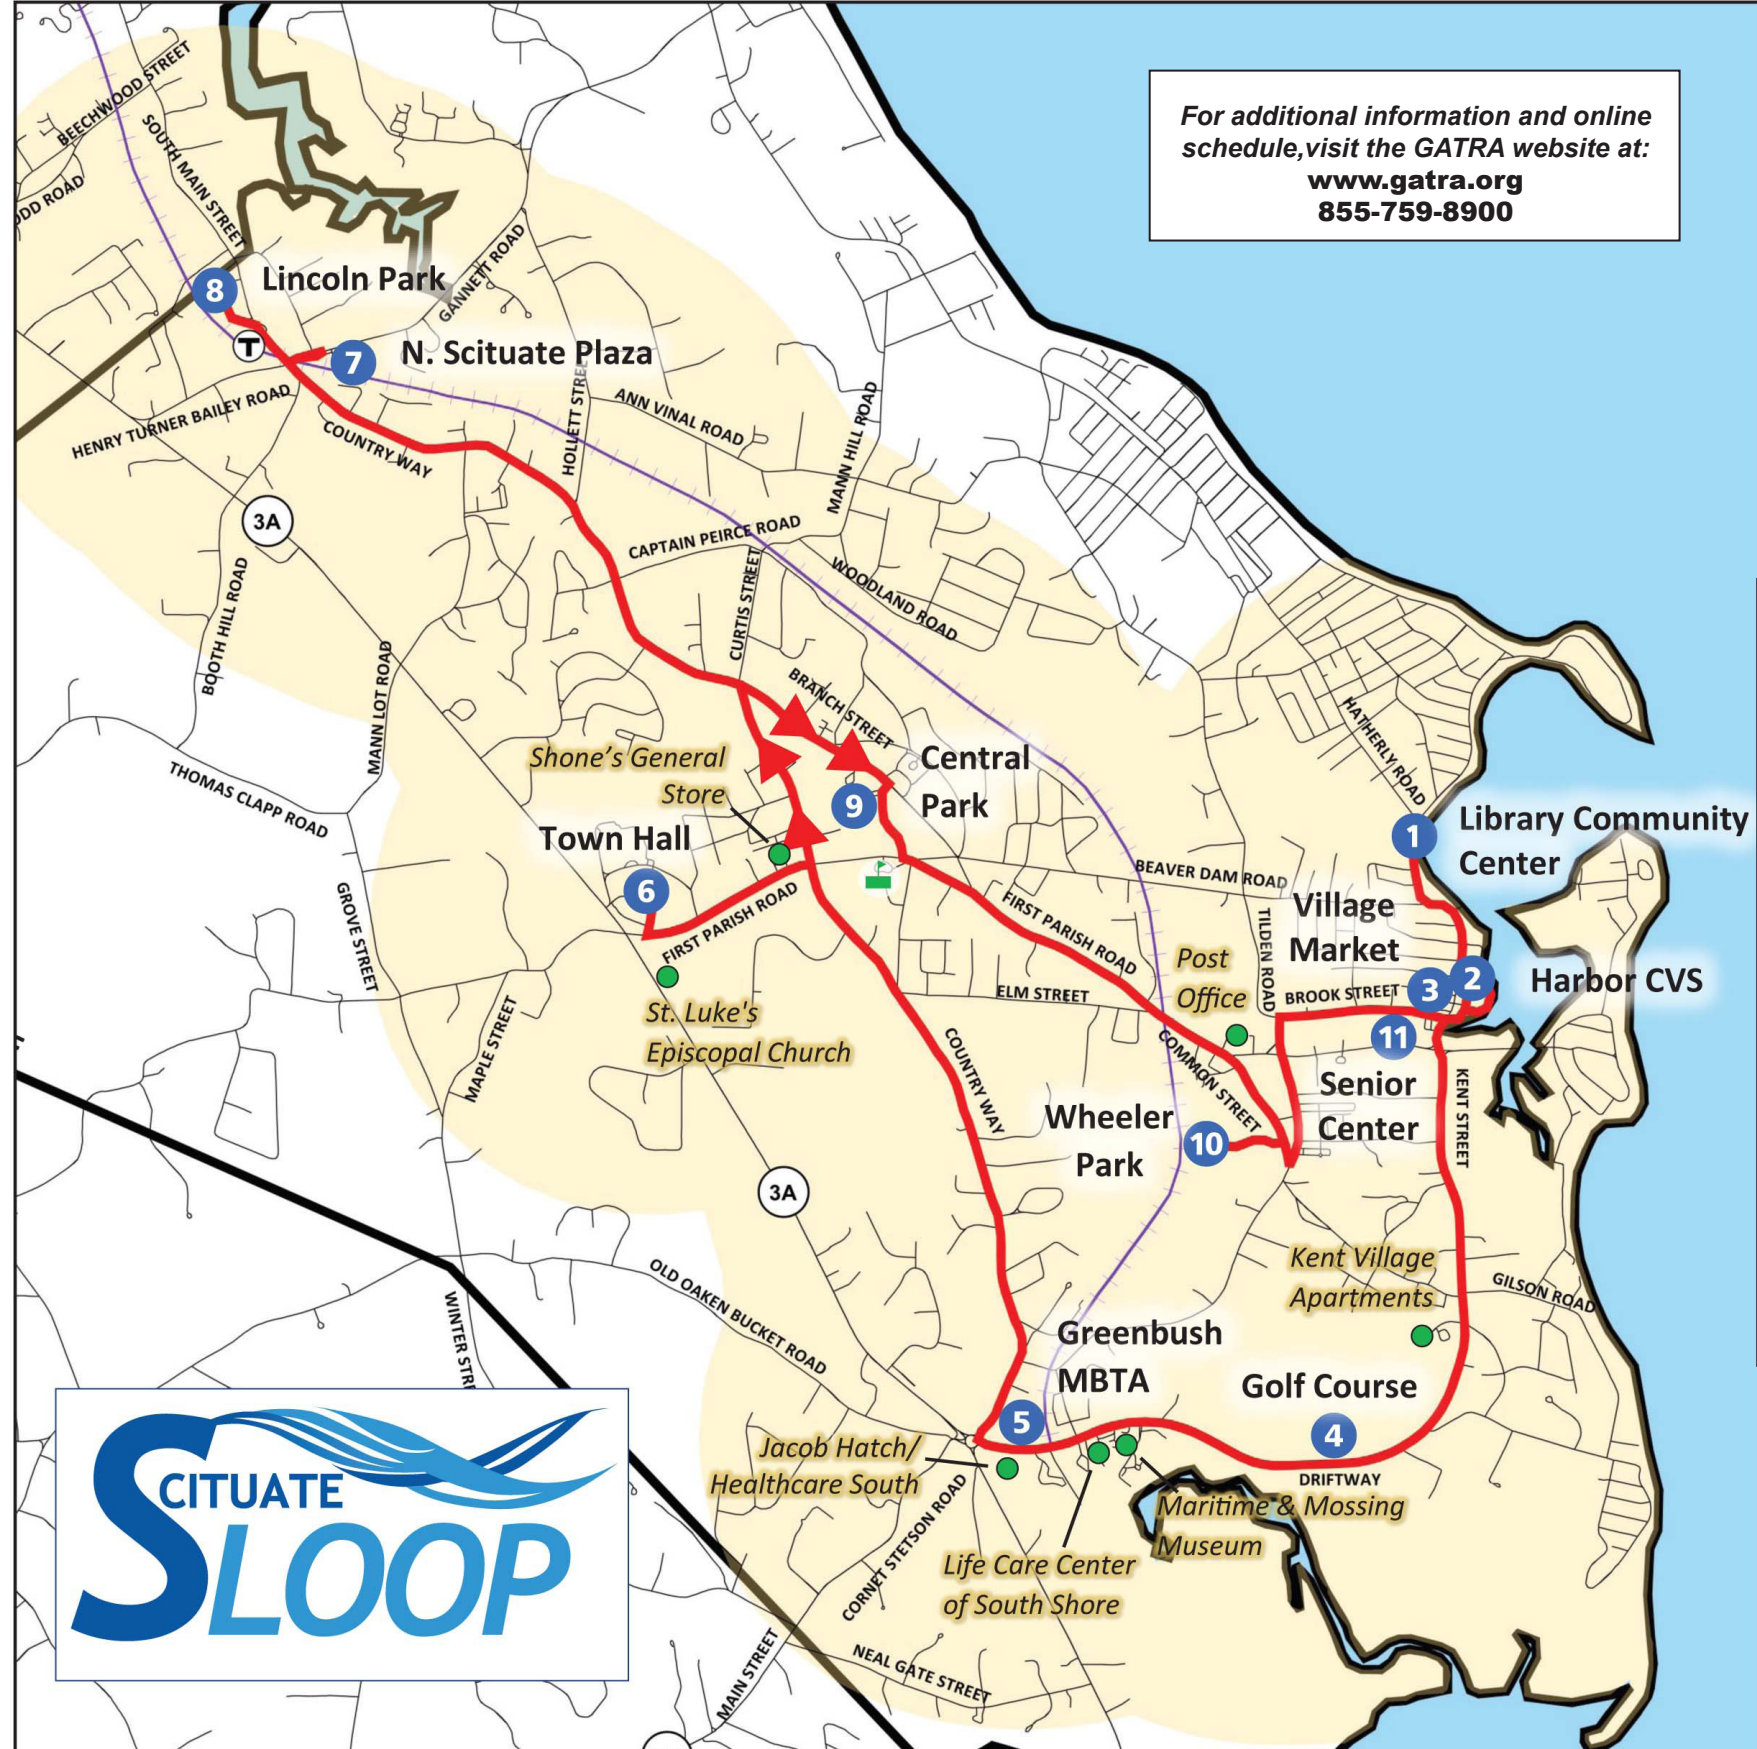 For additional information and online
schedule,visit the GATRA website at:
www.gatra.org
855-759-8900
BEECHWOOD STREET
SOUTH MAIN STREET
ODD ROAD
8
Lincoln Park
GANNETT ROAD
T
7
N. Scituate Plaza
HENRY TURNER BAILEY ROAD
COUNTRY WAY
HOLLETT STREE
ANN VINAL ROAD
MANN HILL ROAD
3A
CAPTAIN PEIRCE ROAD
CURTIS STREET
WOODLAND ROAD
BOOTH HILL ROAD
MANN LOT ROAD
BRANCH STREET
HATHERLY ROAD
THOMAS CLAPP ROAD
Shone's General
Store
Central
Park
9
Town Hall
6
1
Library Community
Center
BEAVER DAM ROAD
GROVE STREET
FIRST PARISH ROAD
FIRST PARISH ROAD
TILDEN ROAD
Village
Market
Post
Office
ELM STREET
BROOK STREET
3
2
Harbor CVS
St. Luke's
Episcopal Church
MAPLE STREET
COUNTRY WAY
COMMON STREET
11
Senior
Center
KENT STREET
Wheeler
Park
10
3A
OLD OAKEN BUCKET ROAD
WINTER STRE
Kent Village
Apartments
GILSON ROAD
Greenbush
MBTA
5
Golf Course
4
DRIFTWAY
Jacob Hatch/
Healthcare South
CORNET STETSON ROAD
Maritime & Mossing
Museum
Life Care Center
of South Shore
NEAL GATE STREET
MAIN STREET
SCITUATE
SLOOP